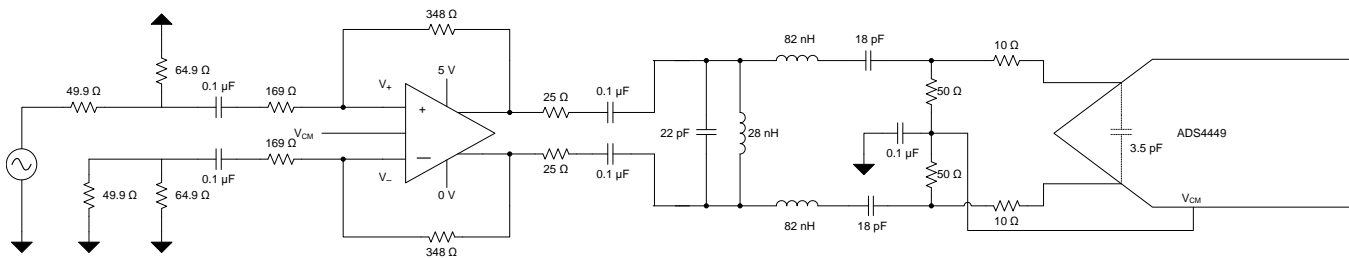 348 Ω
82 nH
18 pF
10 Ω
64.9 Ω
0.1 µF
5 V
49.9 Ω
169 Ω
V+
+
25 Ω
0.1 µF
50 Ω
VCM
22 pF
28 nH
0.1 µF
3.5 pF
ADS4449
169 Ω
–
V–
25 Ω
0.1 µF
50 Ω
49.9 Ω
64.9 Ω
0.1 µF
0 V
348 Ω
82 nH
18 pF
10 Ω
VCM